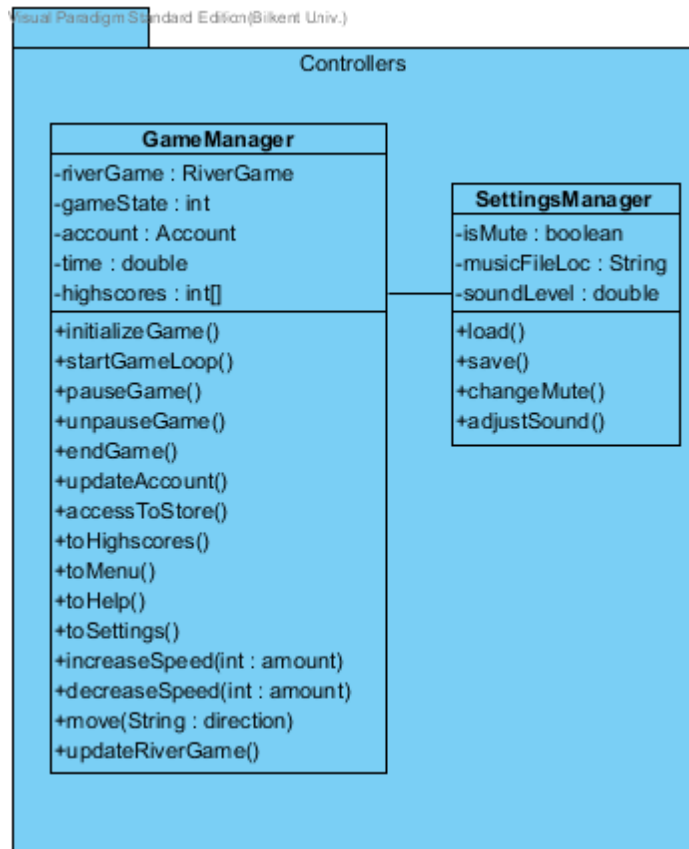 Visual Paradigm Standard Edition(Bilkent Univ.)
Controllers
GameManager
-riverGame : RiverGame
-gameState : int
-account : Account
-time : double
-highscores : int[]
+initializeGame()
+startGameLoop()
+pauseGame()
+unpauseGame()
+endGame()
+updateAccount()
+accessToStore()
+toHighscores()
+toMenu()
+toHelp()
+toSettings()
+increaseSpeed(int : amount)
+decreaseSpeed(int : amount)
+move(String : direction)
+updateRiverGame()
SettingsManager
-isMute : boolean
-musicFileLoc : String
-soundLevel : double
+load()
+save()
+changeMute()
+adjustSound()